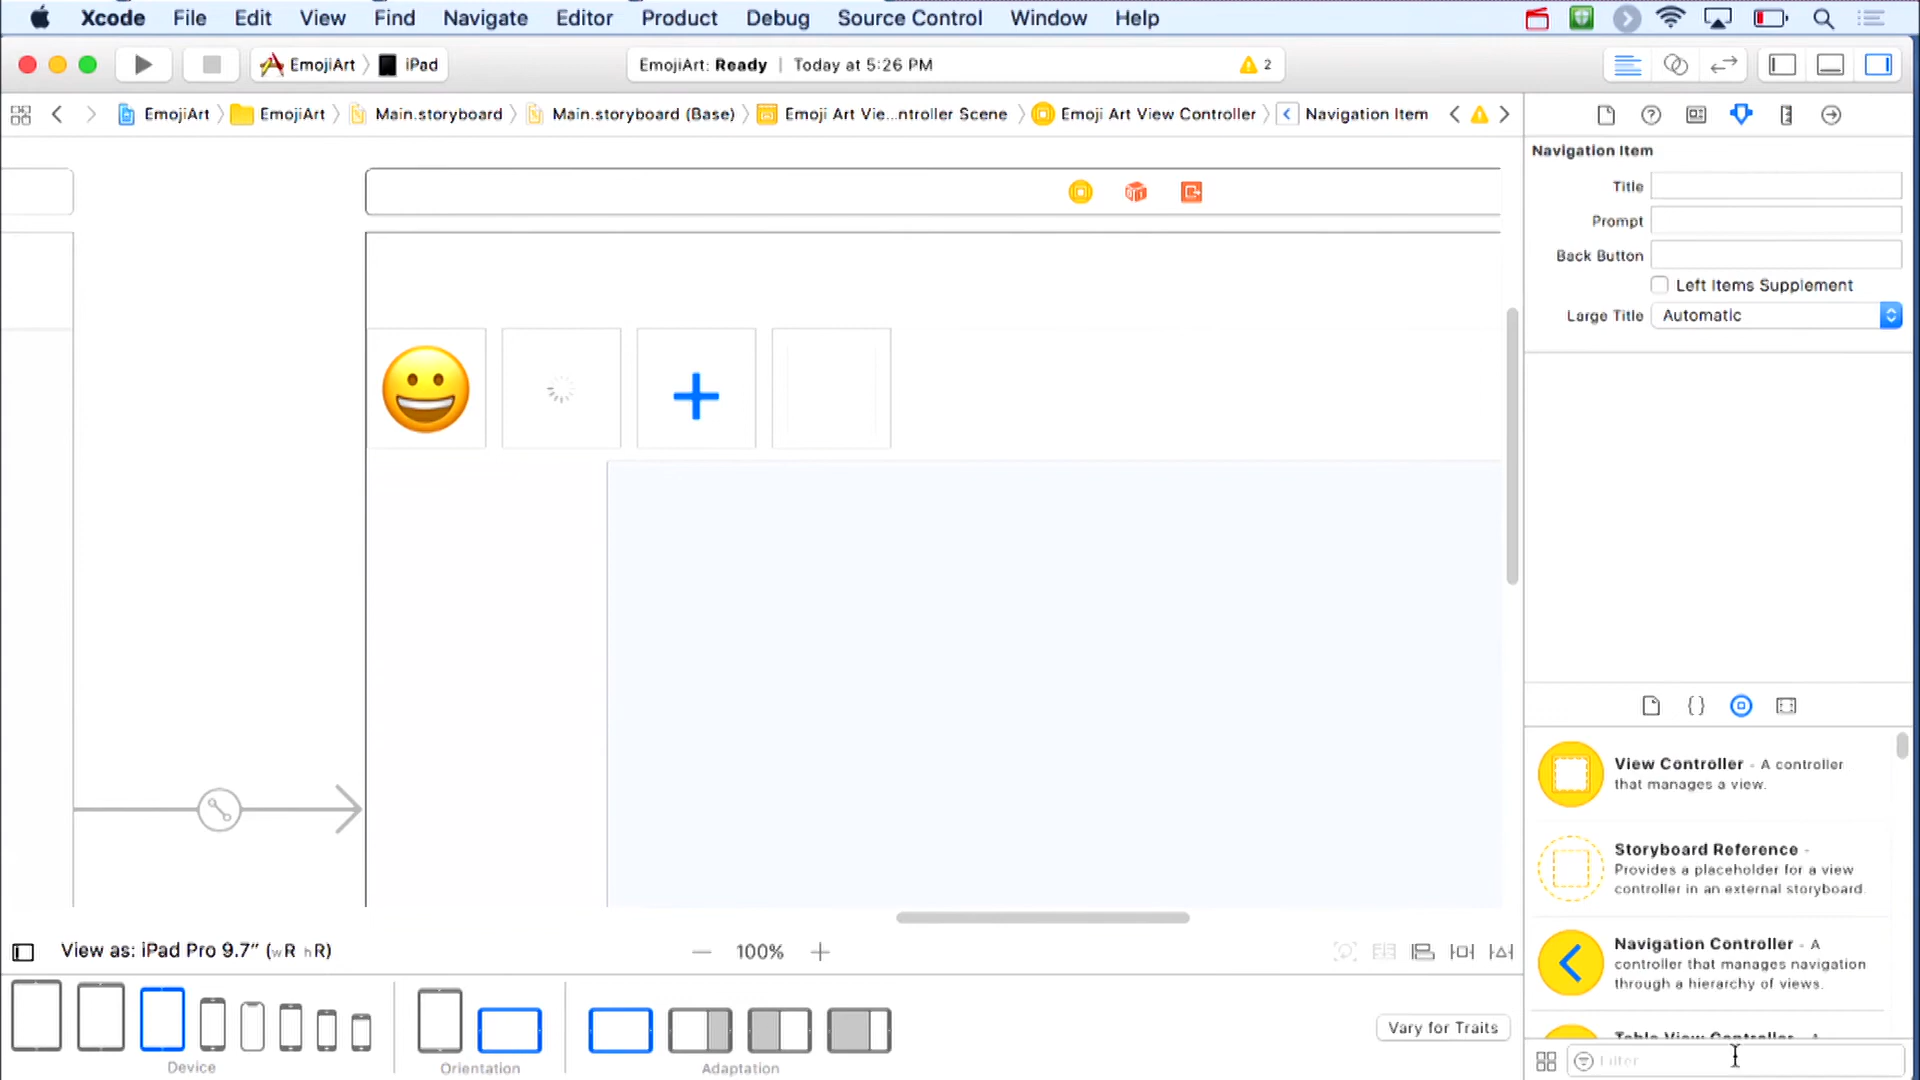 Xcode File Edit View Find Navigate Editor Product Debug Source Control Window Help
EmojiArt iPad
EmojiArt: Ready | Today at 5:26 PM
2
EmojiArt EmojiArt Main.storyboard Main.storyboard (Base) Emoji Art Vie...ntroller Scene Emoji Art View Controller Navigation Item
Navigation Item
Title
Prompt
Back Button
Left Items Supplement
Large Title Automatic
View Controller - A controller
that manages a view.
Storyboard Reference -
Provides a placeholder for a view
controller in an external storyboard.
Navigation Controller - A
controller that manages navigation
through a hierarchy of views.
Table View Controller - A
Filter
View as: iPad Pro 9.7" (wR hR)
100%
Vary for Traits
Device
Orientation
Adaptation